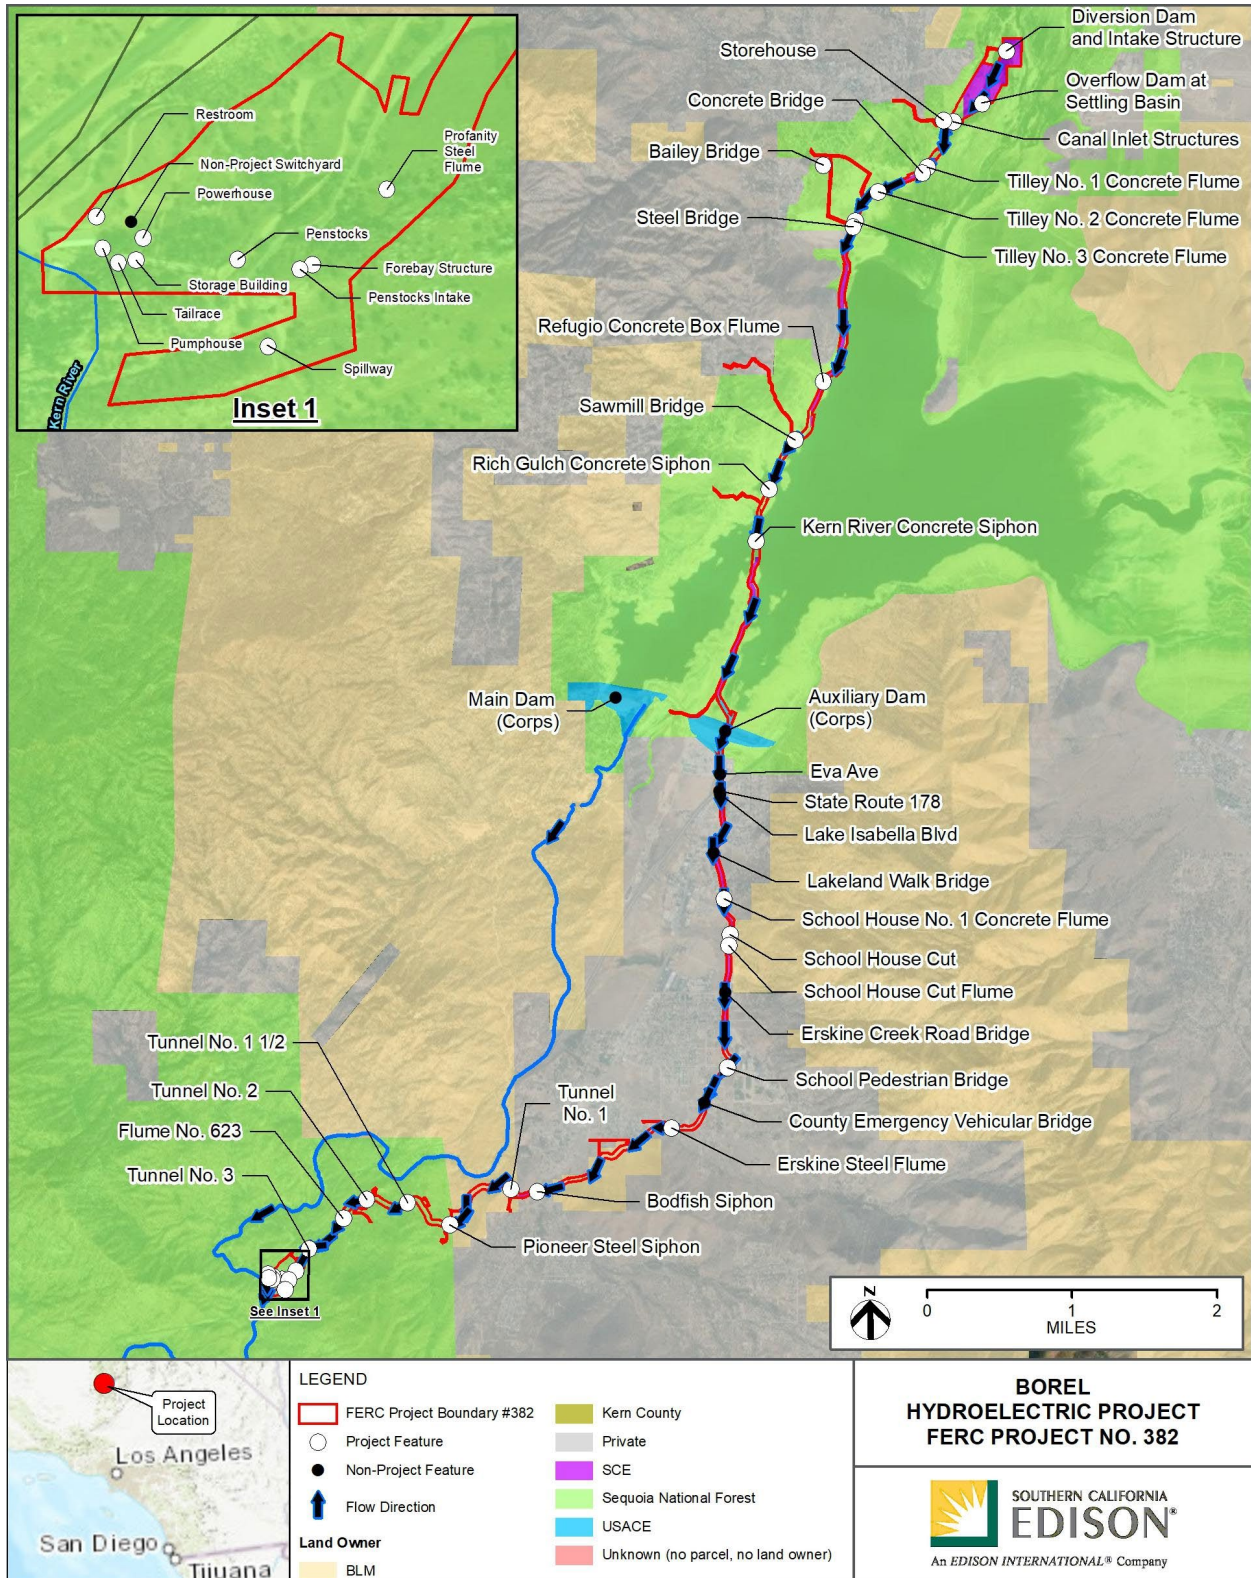 Restroom
Non-Project Switchyard
Powerhouse
Profanity
Steel
Flume
Penstocks
Forebay Structure
Penstocks Intake
Storage Building
Tailrace
Pumphouse
Spillway
Kern River
Inset 1
Diversion Dam
and Intake Structure
Storehouse
Overflow Dam at
Settling Basin
Concrete Bridge
Canal Inlet Structures
Bailey Bridge
Tilley No. 1 Concrete Flume
Steel Bridge
Tilley No. 2 Concrete Flume
Tilley No. 3 Concrete Flume
Refugio Concrete Box Flume
Sawmill Bridge
Rich Gulch Concrete Siphon
Kern River Concrete Siphon
Main Dam
(Corps)
Auxiliary Dam
(Corps)
Eva Ave
State Route 178
Lake Isabella Blvd
Lakeland Walk Bridge
School House No. 1 Concrete Flume
School House Cut
School House Cut Flume
Erskine Creek Road Bridge
School Pedestrian Bridge
County Emergency Vehicular Bridge
Erskine Steel Flume
Bodfish Siphon
Tunnel
No. 1
Pioneer Steel Siphon
Tunnel No. 1 1/2
Tunnel No. 2
Flume No. 623
Tunnel No. 3
See Inset 1
N
0 1 2
MILES
Project
Location
Los Angeles
San Diego
Tijuana
LEGEND
FERC Project Boundary #382
Project Feature
Non-Project Feature
Flow Direction
Land Owner
BLM
Kern County
Private
SCE
Sequoia National Forest
USACE
Unknown (no parcel, no land owner)
BOREL
HYDROELECTRIC PROJECT
FERC PROJECT NO. 382
SOUTHERN CALIFORNIA
EDISON®
An EDISON INTERNATIONAL® Company